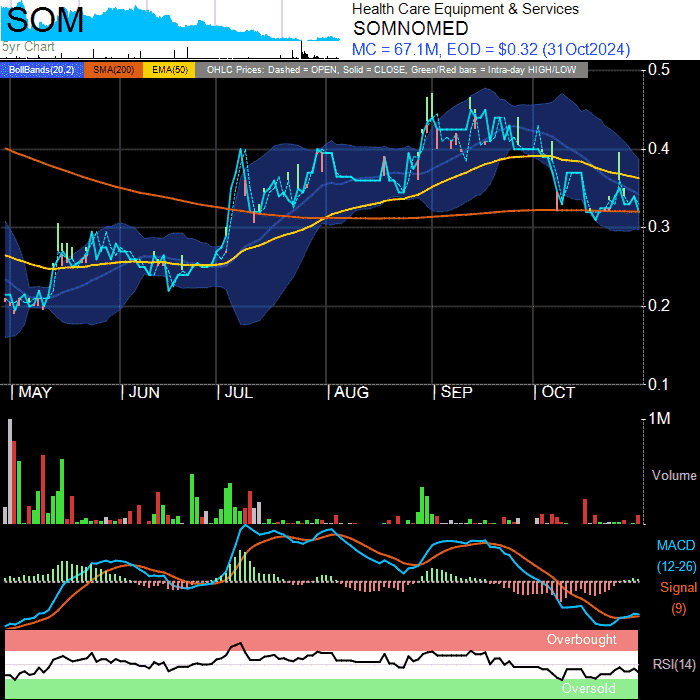 SOM
5yr Chart
Health Care Equipment & Services
SOMNOMED
MC = 67.1M, EOD = $0.32 (31Oct2024)
BollBands(20,2) SMA(200) EMA(50) OHLC Prices: Dashed = OPEN, Solid = CLOSE, Green/Red bars = Intra-day HIGH/LOW
0.5
0.4
0.3
0.2
0.1
MAY JUN JUL AUG SEP OCT
1M
Volume
MACD
(12-26)
Signal
(9)
Overbought
RSI(14)
Oversold